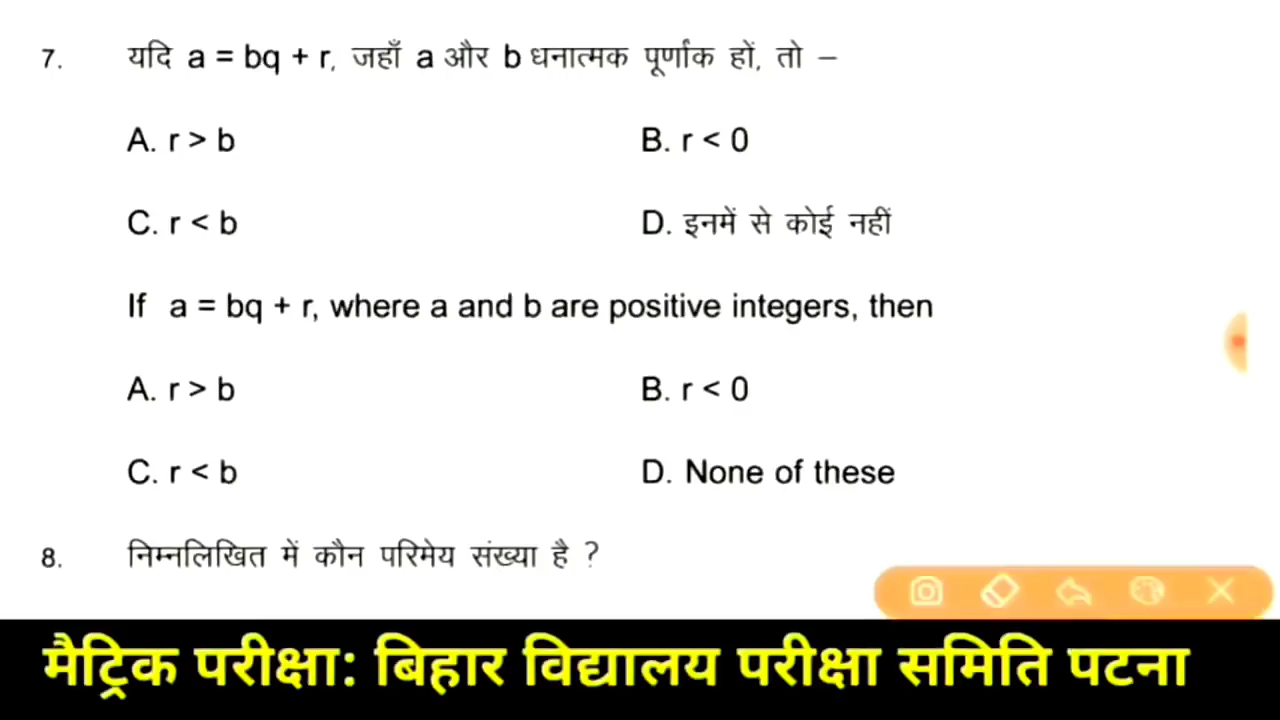 7. यदि a = bq + r, जहाँ a और b धनात्मक पूर्णांक हों, तो –
A. r > b B. r < 0
C. r < b D. इनमें से कोई नहीं
If a = bq + r, where a and b are positive integers, then
A. r > b B. r < 0
C. r < b D. None of these
8. निम्नलिखित में कौन परिमेय संख्या है ?
मैट्रिक परीक्षा: बिहार विद्यालय परीक्षा समिति पटना